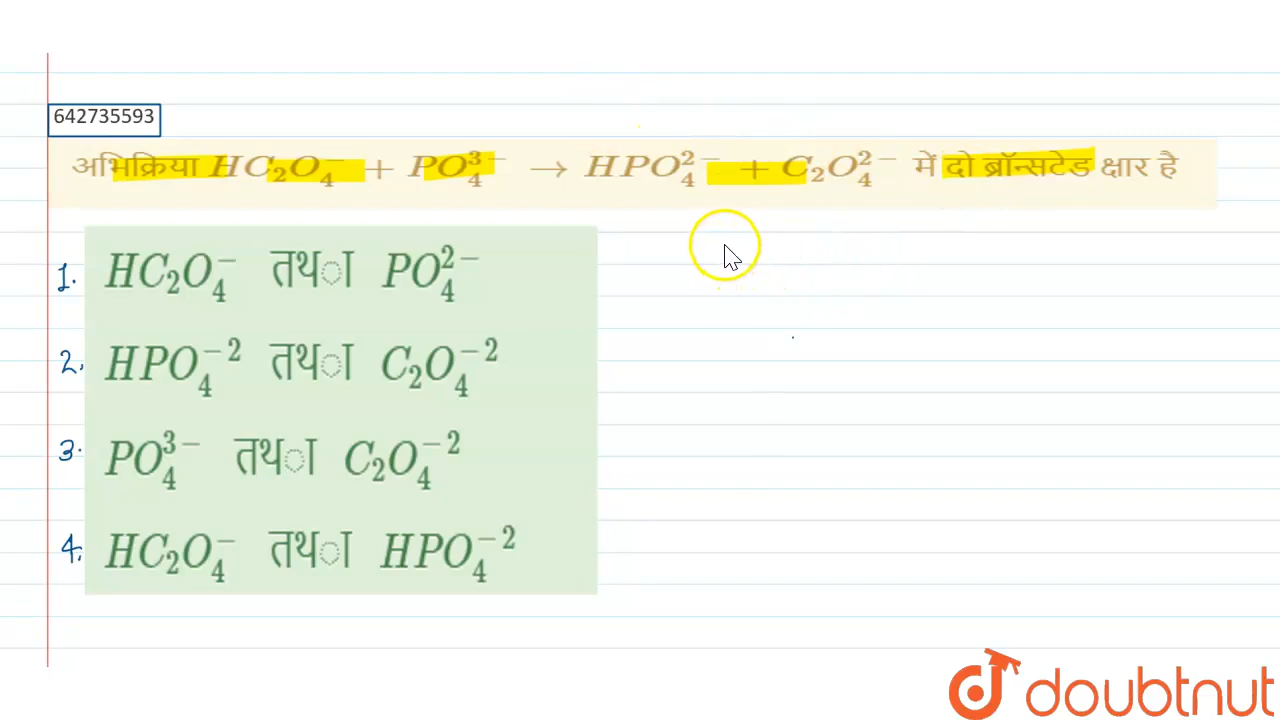 642735593
अभिक्रिया HC₂O₄⁻ + PO₄³⁻ → HPO₄²⁻ + C₂O₄²⁻ में दो ब्रॉन्सटेड क्षार है
1. HC₂O₄⁻ तथा PO₄²⁻
2. HPO₄⁻² तथा C₂O₄⁻²
3. PO₄³⁻ तथा C₂O₄⁻²
4. HC₂O₄⁻ तथा HPO₄⁻²
doubtnut